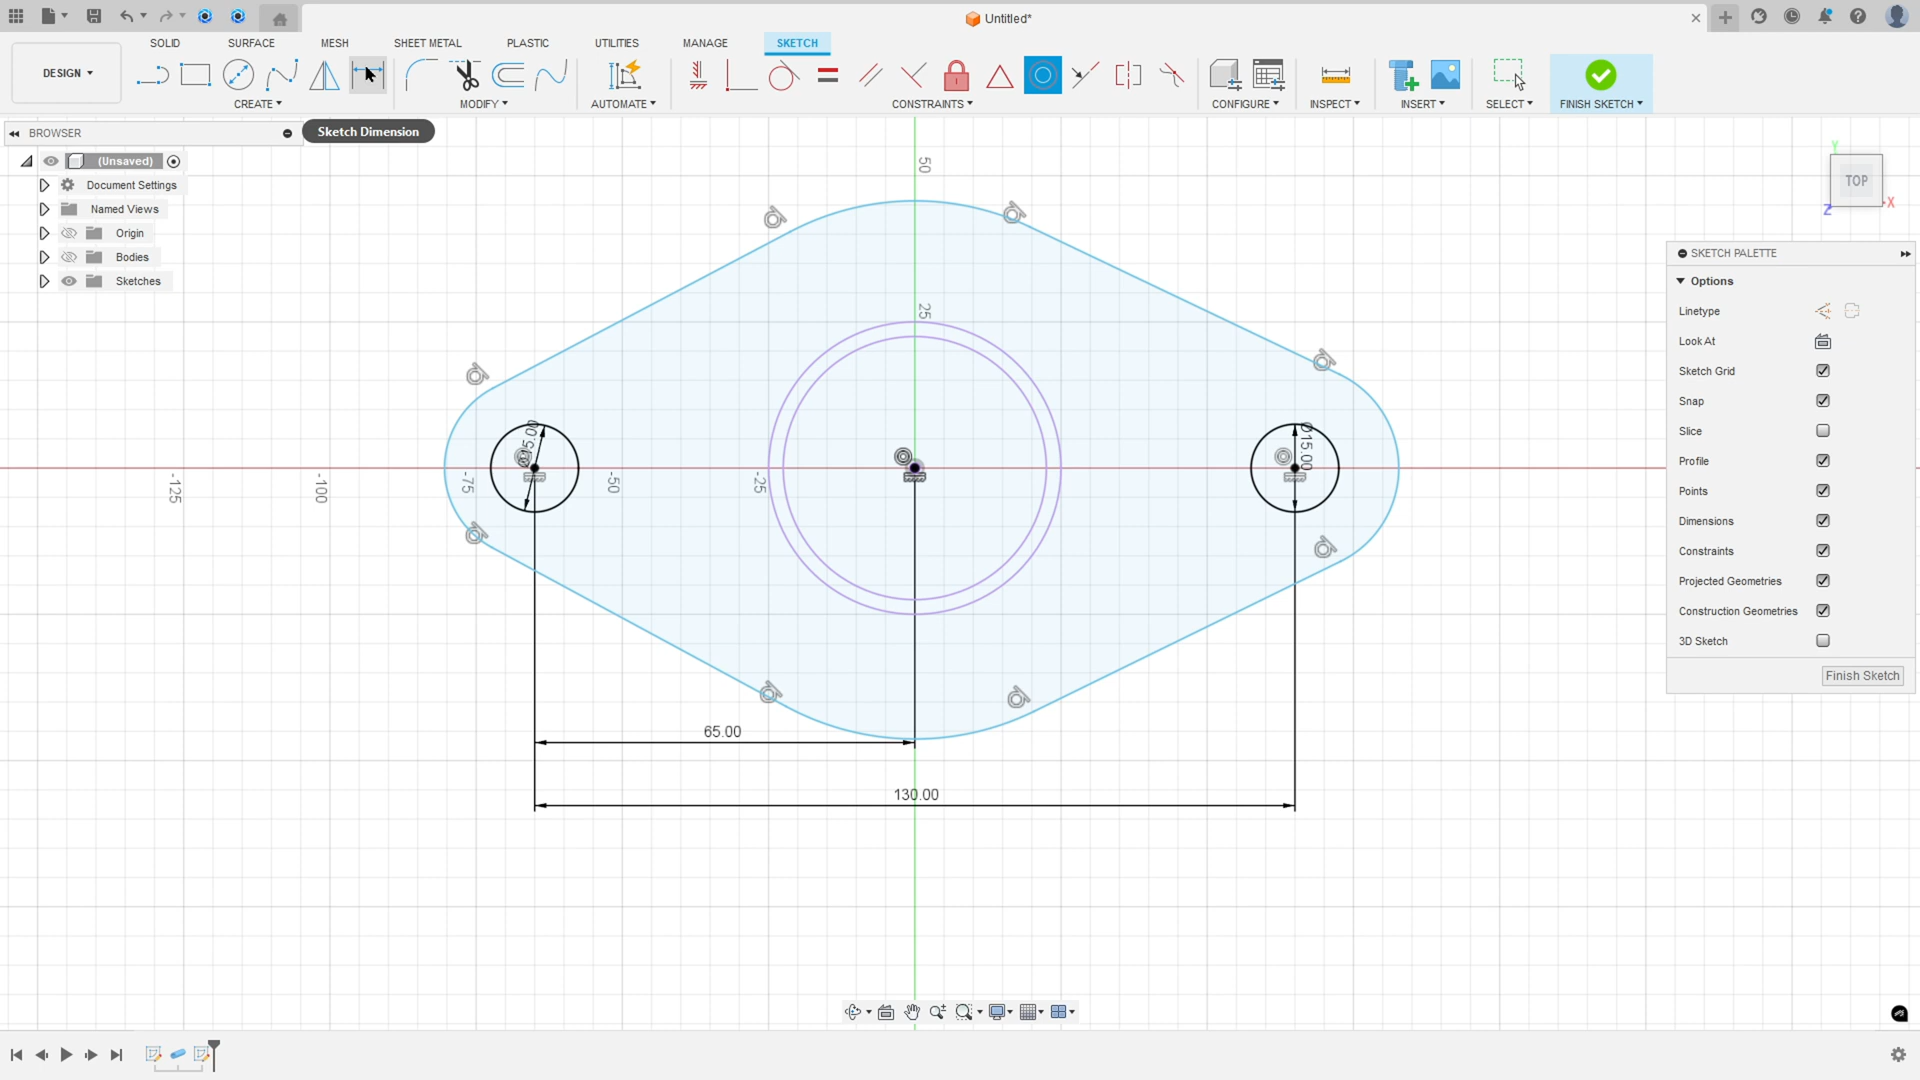 Untitled*
SOLID SURFACE MESH SHEET METAL PLASTIC UTILITIES MANAGE SKETCH
DESIGN
CREATE MODIFY AUTOMATE CONSTRAINTS CONFIGURE INSPECT INSERT SELECT FINISH SKETCH
BROWSER
Sketch Dimension
(Unsaved)
Document Settings
Named Views
Origin
Bodies
Sketches
50
25
-125
-100
-75
-50
-25
Ø15.00
Ø15.00
65.00
130.00
TOP
Y
X
Z
SKETCH PALETTE
Options
Linetype
Look At
Sketch Grid
Snap
Slice
Profile
Points
Dimensions
Constraints
Projected Geometries
Construction Geometries
3D Sketch
Finish Sketch